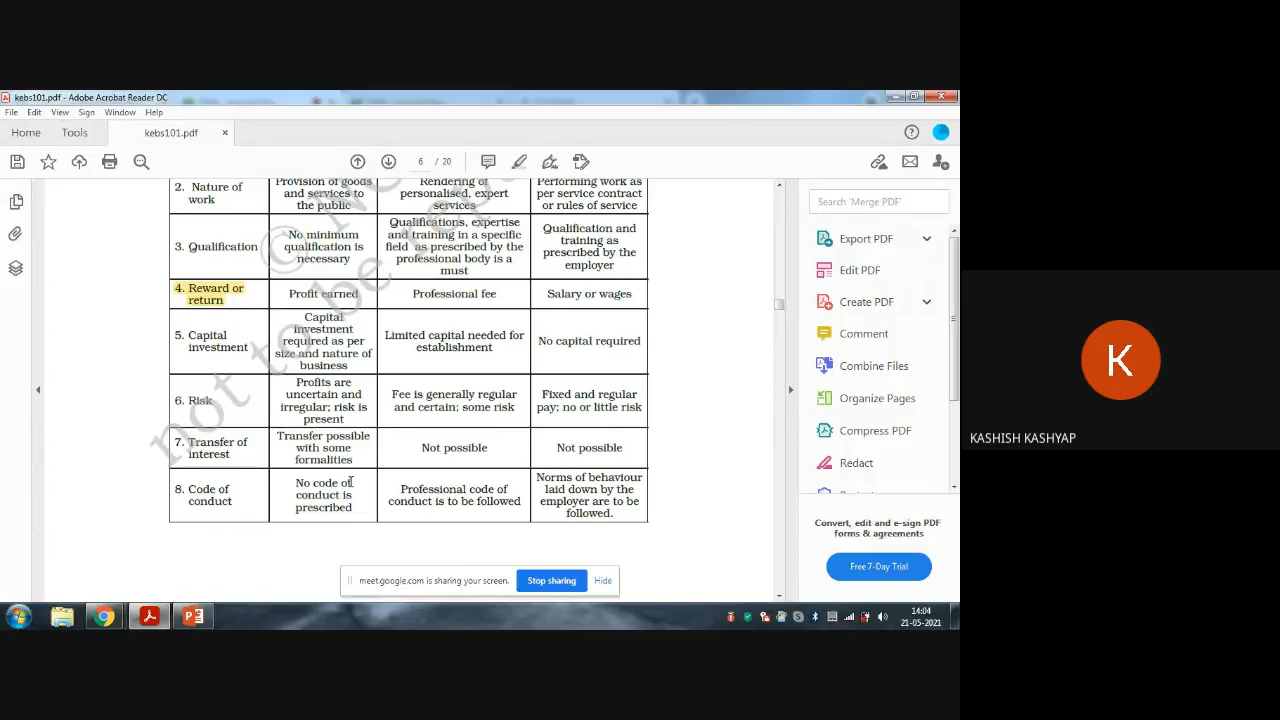 kebs101.pdf - Adobe Acrobat Reader DC
File Edit View Sign Window Help
Home Tools kebs101.pdf ×
6 / 20
2. Nature of work
Provision of goods
and services to
the public
Rendering of
personalised, expert
services
Performing work as
per service contract
or rules of service
3. Qualification
No minimum
qualification is
necessary
Qualifications, expertise
and training in a specific
field as prescribed by the
professional body is a
must
Qualification and
training as
prescribed by the
employer
4. Reward or
return
Profit earned
Professional fee
Salary or wages
5. Capital
investment
Capital
investment
required as per
size and nature of
business
Limited capital needed for
establishment
No capital required
6. Risk
Profits are
uncertain and
irregular; risk is
present
Fee is generally regular
and certain; some risk
Fixed and regular
pay; no or little risk
7. Transfer of
interest
Transfer possible
with some
formalities
Not possible
Not possible
8. Code of
conduct
No code of
conduct is
prescribed
Professional code of
conduct is to be followed
Norms of behaviour
laid down by the
employer are to be
followed.
not to be
Search 'Merge PDF'
Export PDF
Edit PDF
Create PDF
Comment
Combine Files
Organize Pages
Compress PDF
Redact
Convert, edit and e-sign PDF
forms & agreements
Free 7-Day Trial
meet.google.com is sharing your screen.
Stop sharing
Hide
14:04
21-05-2021
K
KASHISH KASHYAP